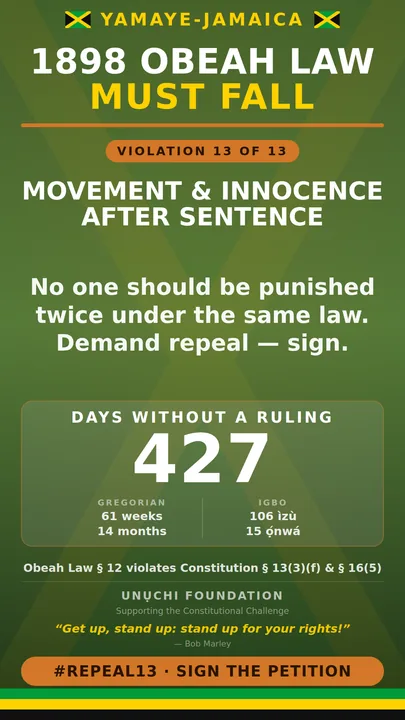 YAMAYE-JAMAICA
1898 OBEAH LAW
MUST FALL
VIOLATION 13 OF 13
MOVEMENT & INNOCENCE
AFTER SENTENCE
No one should be punished
twice under the same law.
Demand repeal — sign.
DAYS WITHOUT A RULING
427
GREGORIAN
61 weeks
14 months
IGBO
106 ìzù
15 ọ́nwá
Obeah Law § 12 violates Constitution § 13(3)(f) & § 16(5)
UNỤCHI FOUNDATION
Supporting the Constitutional Challenge
“Get up, stand up: stand up for your rights!”
— Bob Marley
#REPEAL13 · SIGN THE PETITION